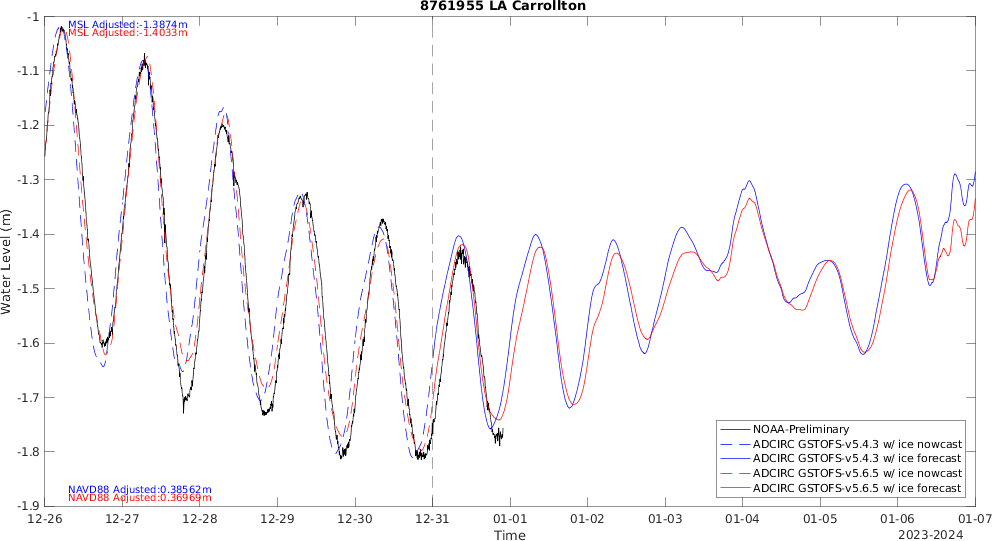 8761955 LA Carrollton
MSL Adjusted:-1.3874m
MSL Adjusted:-1.4033m
-1
-1.1
-1.2
-1.3
-1.4
-1.5
-1.6
-1.7
-1.8
-1.9
Water Level (m)
NOAA-Preliminary
ADCIRC GSTOFS-v5.4.3 w/ ice nowcast
ADCIRC GSTOFS-v5.4.3 w/ ice forecast
ADCIRC GSTOFS-v5.6.5 w/ ice nowcast
ADCIRC GSTOFS-v5.6.5 w/ ice forecast
NAVD88 Adjusted:0.38562m
NAVD88 Adjusted:0.36969m
12-26 12-27 12-28 12-29 12-30 12-31 01-01 01-02 01-03 01-04 01-05 01-06 01-07
Time
2023-2024